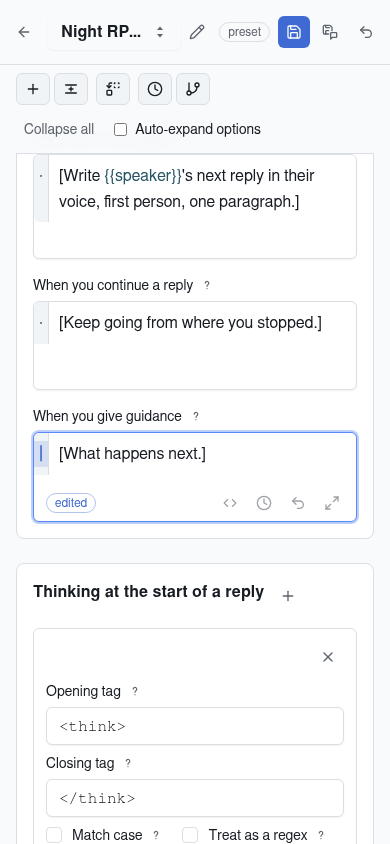 Night RP...
preset
Collapse all
Auto-expand options
[Write {{speaker}}'s next reply in their
voice, first person, one paragraph.]
When you continue a reply ?
[Keep going from where you stopped.]
When you give guidance ?
[What happens next.]
edited
Thinking at the start of a reply
Opening tag ?
<think>
Closing tag ?
</think>
Match case ? Treat as a regex ?